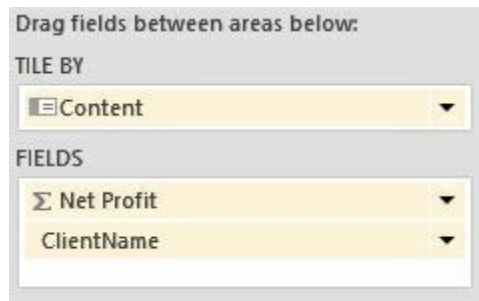 Drag fields between areas below:
TILE BY
Content
FIELDS
Σ Net Profit
ClientName